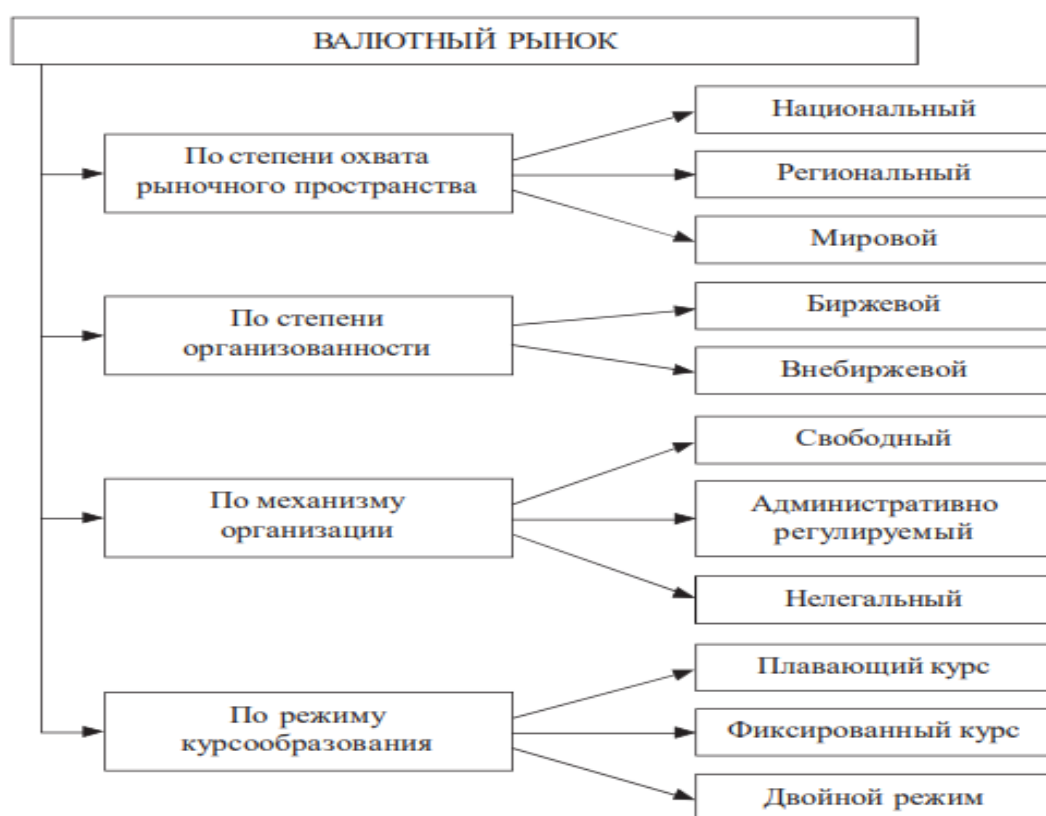 ВАЛЮТНЫЙ РЫНОК
По степени охвата
рыночного пространства
Национальный
Региональный
Мировой
По степени
организованности
Биржевой
Внебиржевой
По механизму
организации
Свободный
Административно
регулируемый
Нелегальный
По режиму
курсообразования
Плавающий курс
Фиксированный курс
Двойной режим